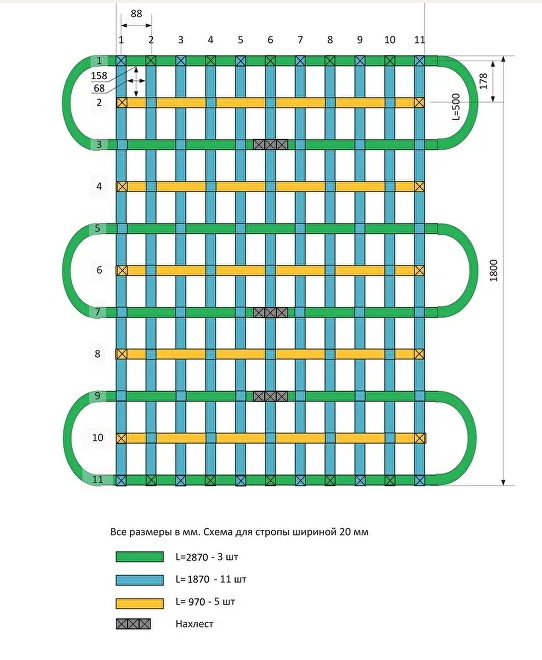 88
1 2 3 4 5 6 7 8 9 10 11
1
158
68
178
L=500
2
3
4
5
6
1800
7
8
9
10
11
Все размеры в мм. Схема для стропы шириной 20 мм
L=2870 - 3 шт
L= 1870 - 11 шт
L= 970 - 5 шт
Нахлест